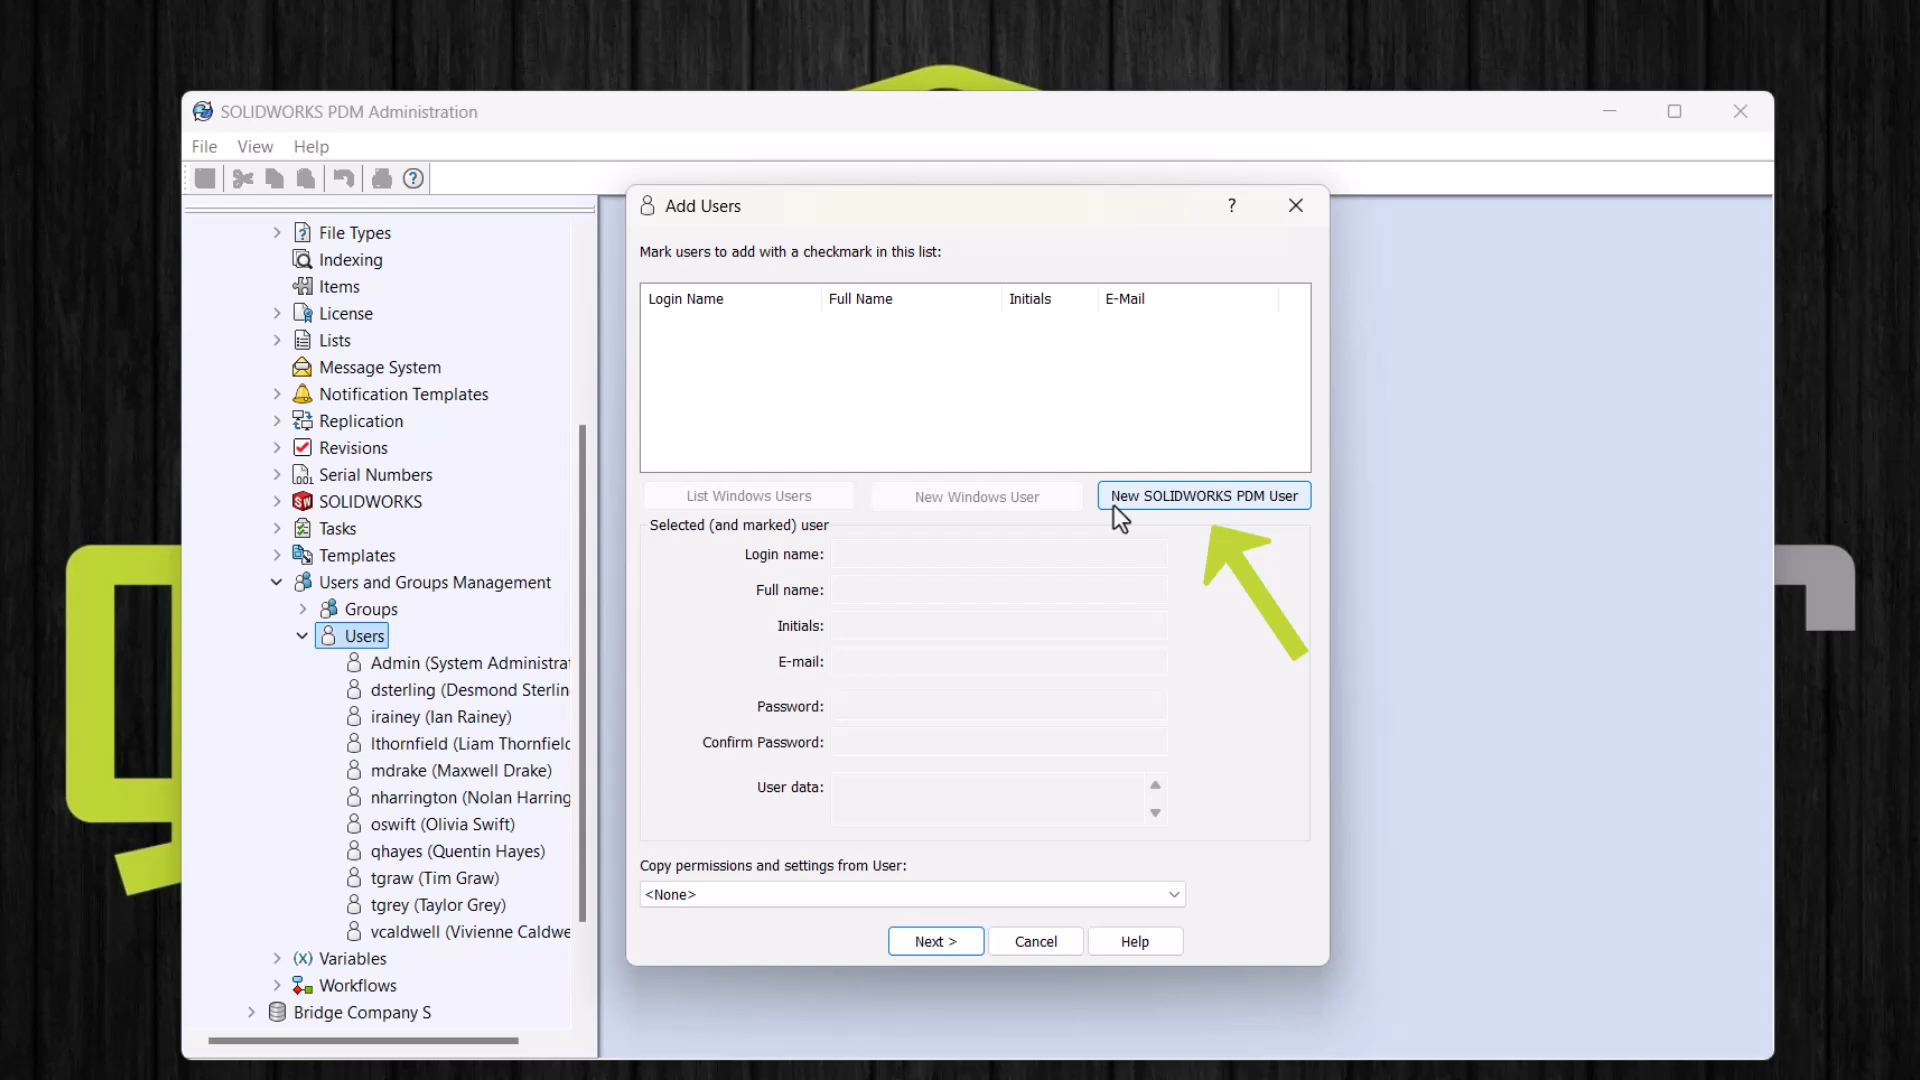 SOLIDWORKS PDM Administration
File View Help
File Types
Indexing
Items
License
Lists
Message System
Notification Templates
Replication
Revisions
Serial Numbers
SOLIDWORKS
Tasks
Templates
Users and Groups Management
Groups
Users
Admin (System Administrat
dsterling (Desmond Sterlin
irainey (Ian Rainey)
lthornfield (Liam Thornfield
mdrake (Maxwell Drake)
nharrington (Nolan Harring
oswift (Olivia Swift)
qhayes (Quentin Hayes)
tgraw (Tim Graw)
tgrey (Taylor Grey)
vcaldwell (Vivienne Caldwe
Variables
Workflows
Bridge Company S
Add Users
?
Mark users to add with a checkmark in this list:
Login Name Full Name Initials E-Mail
List Windows Users New Windows User New SOLIDWORKS PDM User
Selected (and marked) user
Login name:
Full name:
Initials:
E-mail:
Password:
Confirm Password:
User data:
Copy permissions and settings from User:
<None>
Next > Cancel Help